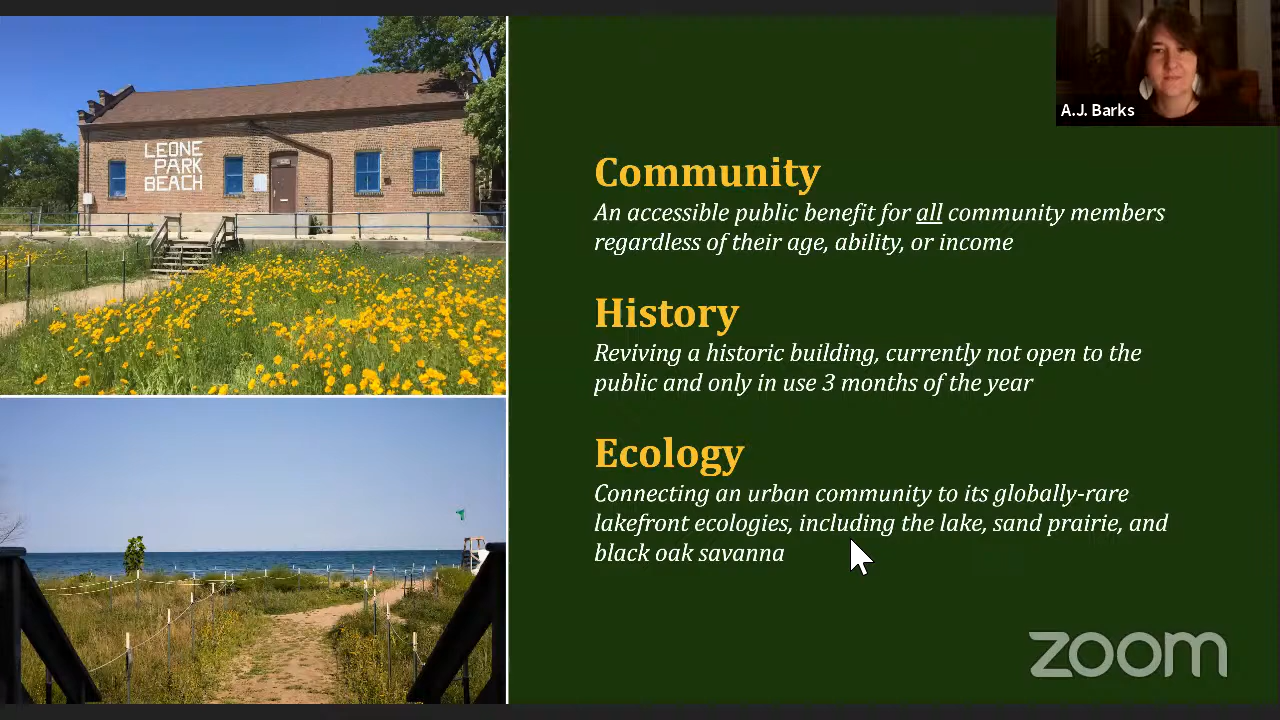 LEONE
PARK
BEACH
A.J. Barks
Community
An accessible public benefit for all community members
regardless of their age, ability, or income
History
Reviving a historic building, currently not open to the
public and only in use 3 months of the year
Ecology
Connecting an urban community to its globally-rare
lakefront ecologies, including the lake, sand prairie, and
black oak savanna
zoom